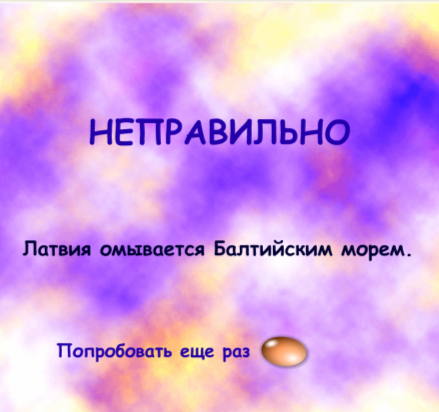 НЕПРАВИЛЬНО
Латвия омывается Балтийским морем.
Попробовать еще раз